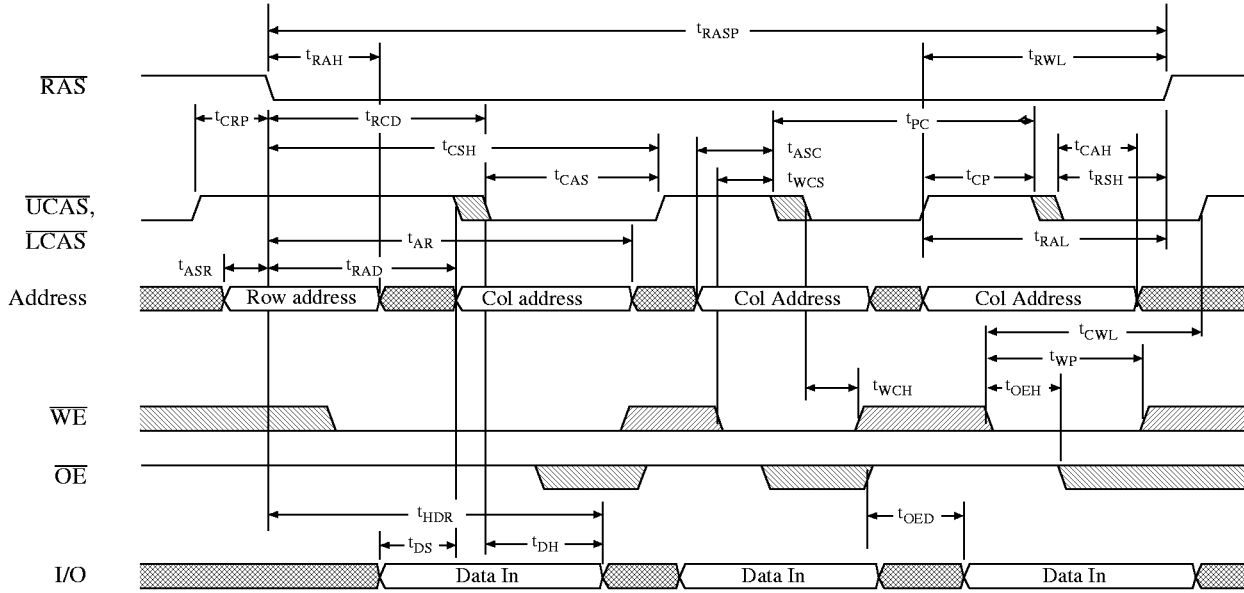 tRASP
tRAH
tRWL
RAS
tCRP
tRCD
tPC
tCSH
tASC
tCAH
tCAS
tWCS
tCP
tRSH
UCAS,
LCAS
tAR
tRAL
tASR
tRAD
Address
Row address
Col address
Col Address
Col Address
tCWL
tWP
tOEH
tWCH
WE
OE
tHDR
tOED
tDS
tDH
I/O
Data In
Data In
Data In